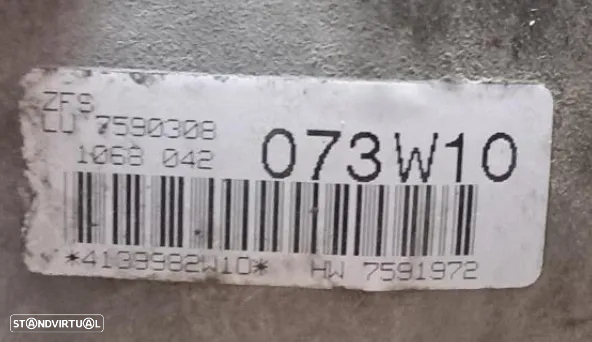 ZFS
LU 7590308
1068 042
073W10
*4139982W10* HW 7591972
STANDVIRTUAL